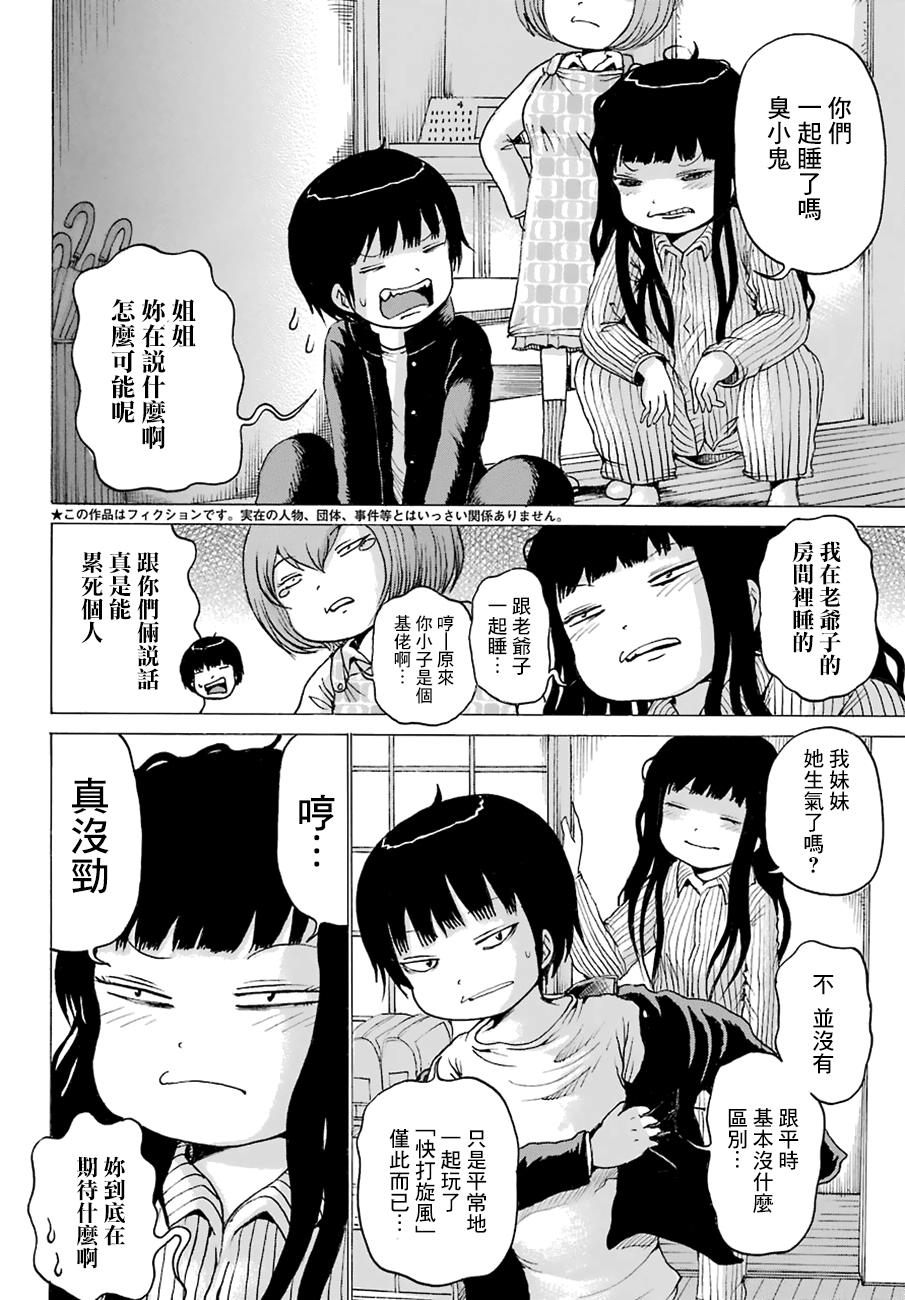 你們
一起睡了嗎
臭小鬼
姐姐
妳在説什麼啊
怎麼可能呢
★この作品はフィクションです。実在の人物、団体、事件等とはいっさい関係ありません。
我在老爺子的
房間裡睡的
跟老爺子
一起睡…
哼—原來
你小子是個
基佬啊…
跟你們倆説話
真是能
累死個人
我妹妹
她生氣了嗎?
不 並沒有
跟平時
基本沒什麼
區別…
只是平常地
一起玩了
「快打旋風」
僅此而已…
哼…
真沒勁
妳到底在
期待什麼啊